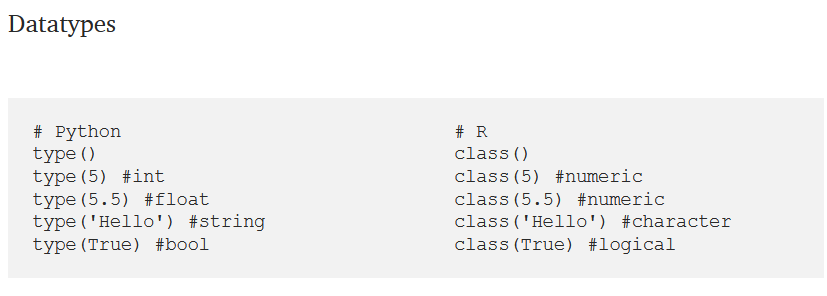 Datatypes
# Python
type()
type(5) #int
type(5.5) #float
type('Hello') #string
type(True) #bool
# R
class()
class(5) #numeric
class(5.5) #numeric
class('Hello') #character
class(True) #logical